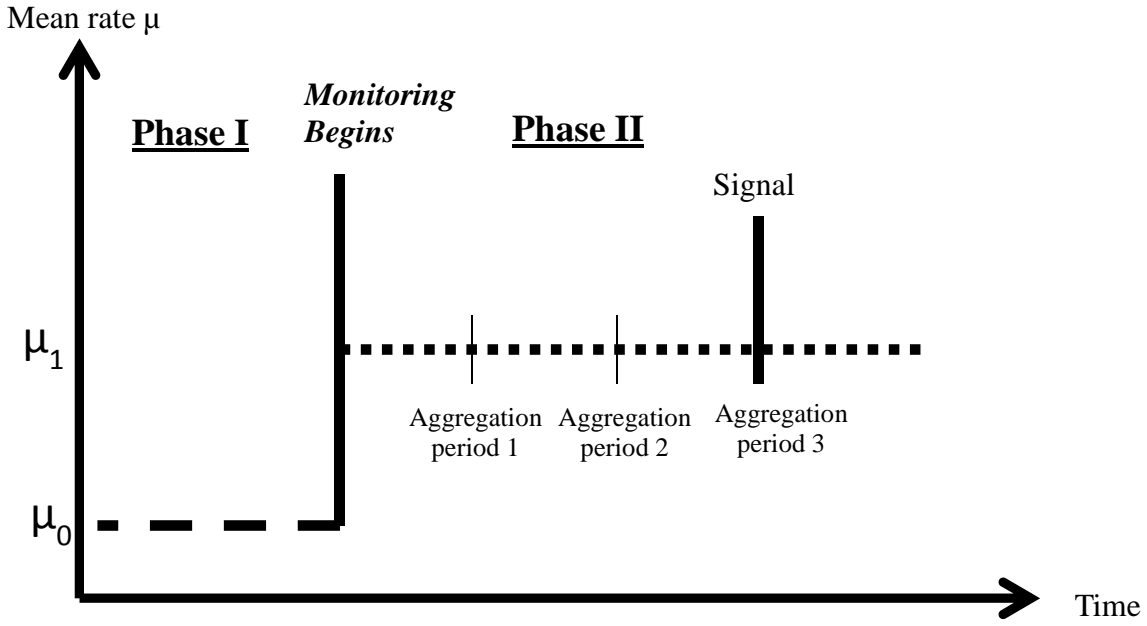 Mean rate μ
Monitoring
Begins
Phase I
Phase II
Signal
μ1
Aggregation
period 1
Aggregation
period 2
Aggregation
period 3
μ0
Time